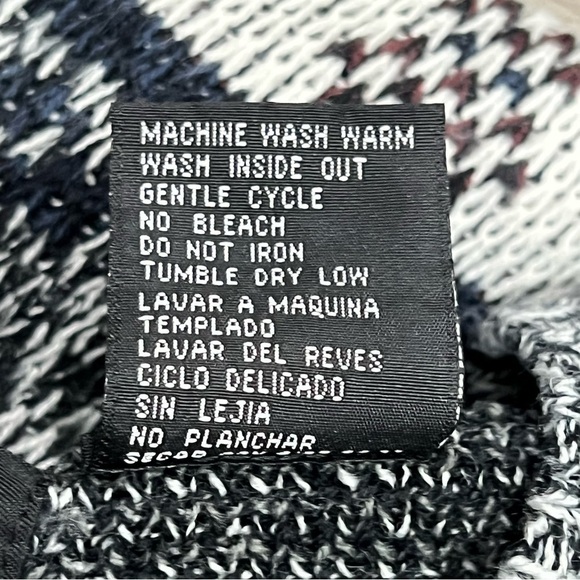 MACHINE WASH WARM
WASH INSIDE OUT
GENTLE CYCLE
NO BLEACH
DO NOT IRON
TUMBLE DRY LOW
LAVAR A MAQUINA
TEMPLADO
LAVAR DEL REVES
CICLO DELICADO
SIN LEJIA
NO PLANCHAR
SECAR